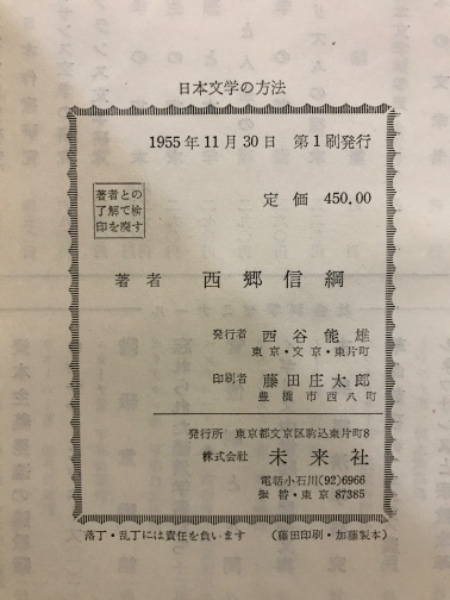 日本文学の方法
1955年11月30日 第1刷発行
著者との
了解で検
印を廃す
定価 450.00
著者 西郷信綱
発行者 西谷能雄
東京・文京・東片町
印刷者 藤田庄太郎
豊橋市西八町
発行所 東京都文京区駒込東片町8
株式会社 未来社
電話小石川(92)6966
振替・東京 87385
落丁・乱丁には責任を負います (藤田印刷・加藤製本)